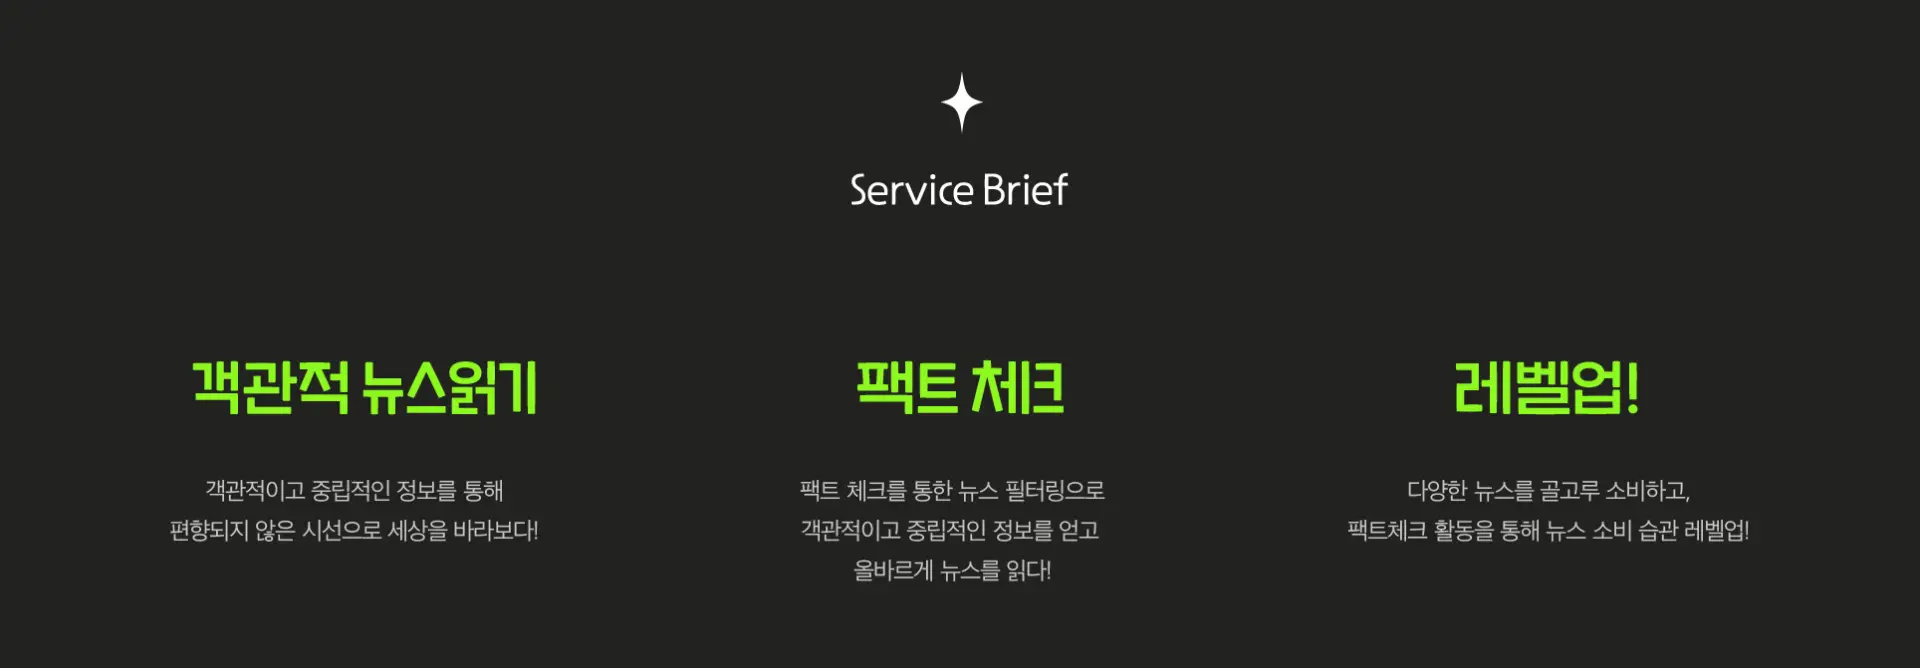 Service Brief
객관적 뉴스읽기
객관적이고 중립적인 정보를 통해
편향되지 않은 시선으로 세상을 바라보다!
팩트 체크
팩트 체크를 통한 뉴스 필터링으로
객관적이고 중립적인 정보를 얻고
올바르게 뉴스를 읽다!
레벨업!
다양한 뉴스를 골고루 소비하고,
팩트체크 활동을 통해 뉴스 소비 습관 레벨업!